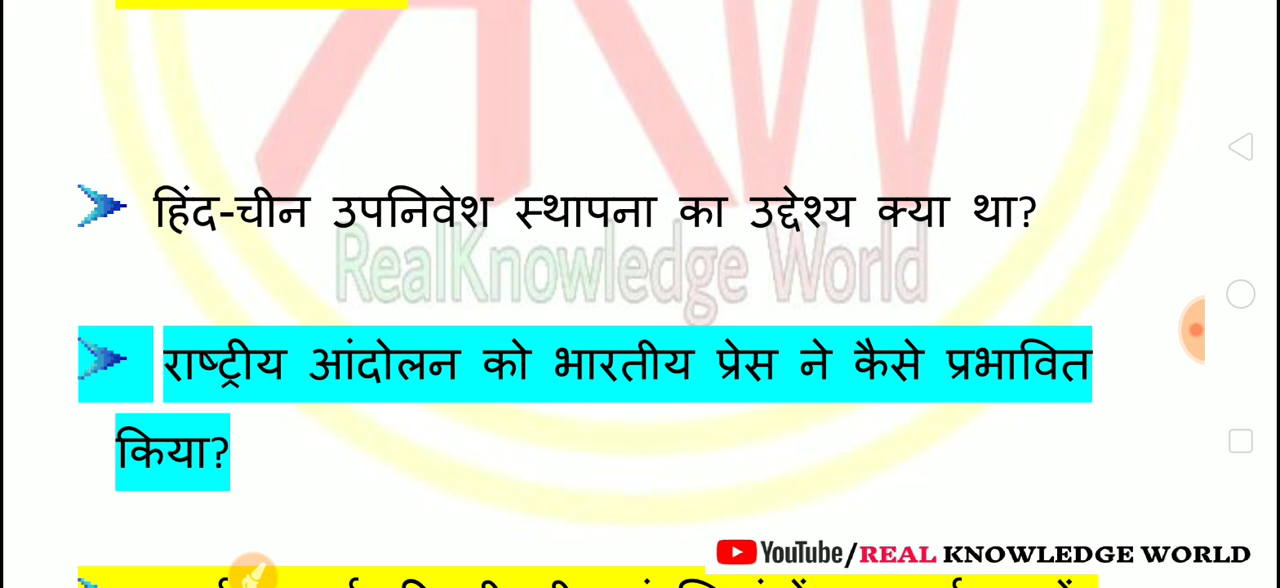 हिंद-चीन उपनिवेश स्थापना का उद्देश्य क्या था?
RealKnowledge World
राष्ट्रीय आंदोलन को भारतीय प्रेस ने कैसे प्रभावित
किया?
YouTube/REAL KNOWLEDGE WORLD